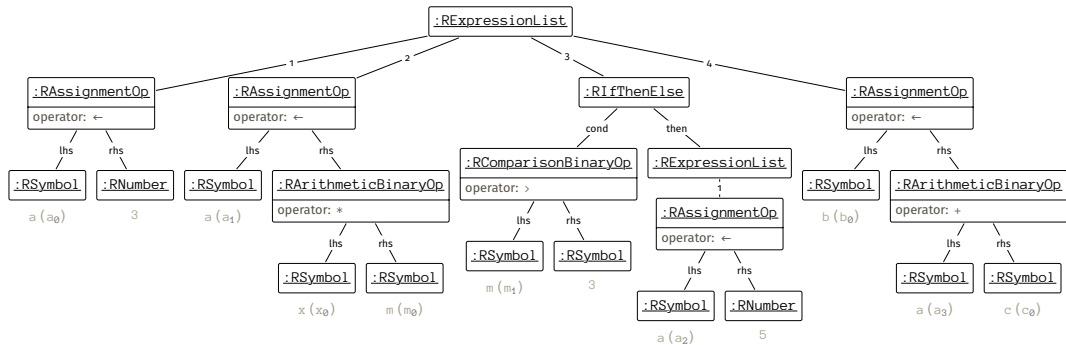 :RExpressionList
1
2
3
4
:RAssignmentOp
operator: ←
:RAssignmentOp
operator: ←
:RIfThenElse
:RAssignmentOp
operator: ←
lhs
rhs
lhs
rhs
cond
then
lhs
rhs
:RSymbol
a (a₀)
:RNumber
3
:RSymbol
a (a₁)
:RArithmeticBinaryOp
operator: *
:RComparisonBinaryOp
operator: >
:RExpressionList
1
:RAssignmentOp
operator: ←
:RSymbol
b (b₀)
:RArithmeticBinaryOp
operator: +
lhs
rhs
lhs
rhs
lhs
rhs
lhs
rhs
:RSymbol
x (x₀)
:RSymbol
m (m₀)
:RSymbol
m (m₁)
:RSymbol
3
:RSymbol
a (a₂)
:RNumber
5
:RSymbol
a (a₃)
:RSymbol
c (c₀)